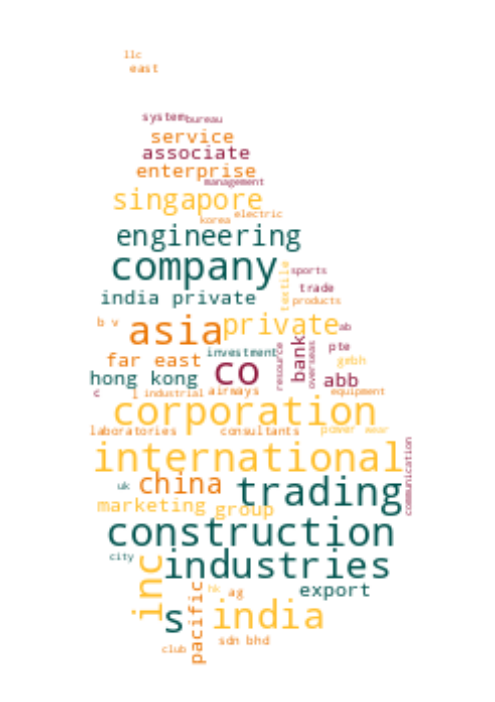 llc
east
system bureau
service
associate
enterprise
management
singapore
korea electric
engineering
company
sports
textile
trade
india private
products
b v asia private ab
investment
resource
bank
overseas
pte
far east
co
gmbh
hong kong
abb
c l industrial airways equipment
corporation
laboratories consultants power wear
international
communication
uk china trading
marketing group
construction
city
inc
industries
pacific
hk ag export
s india
club sdn bhd